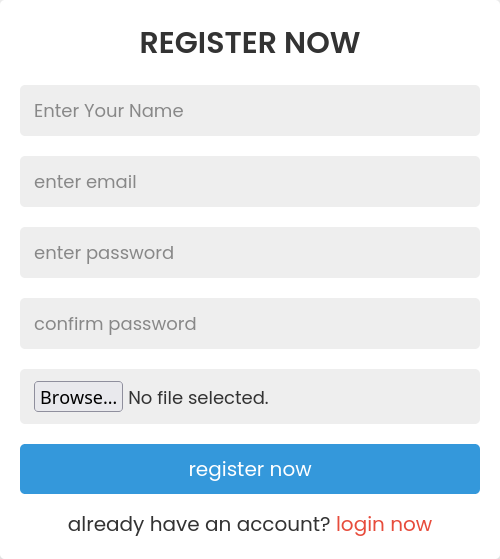 REGISTER NOW
Enter Your Name
enter email
enter password
confirm password
Browse... No file selected.
register now
already have an account? login now